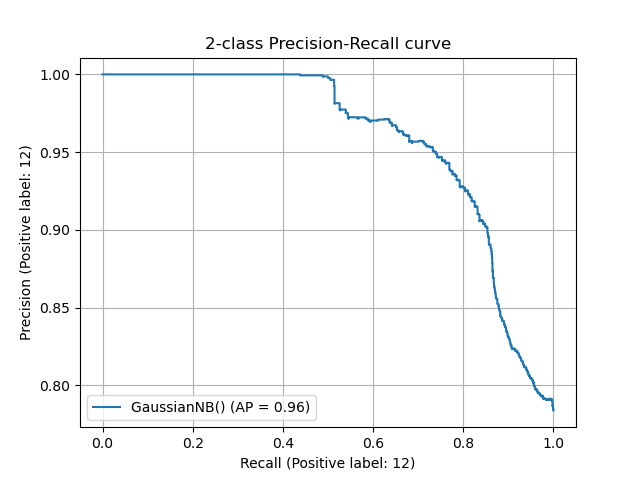 2-class Precision-Recall curve
1.00
0.95
0.90
0.85
0.80
Precision (Positive label: 12)
GaussianNB() (AP = 0.96)
0.0 0.2 0.4 0.6 0.8 1.0
Recall (Positive label: 12)